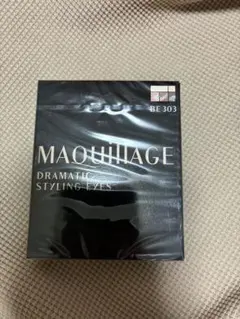 BE 303
MAQuillAGE
DRAMATIC
STYLING EYES